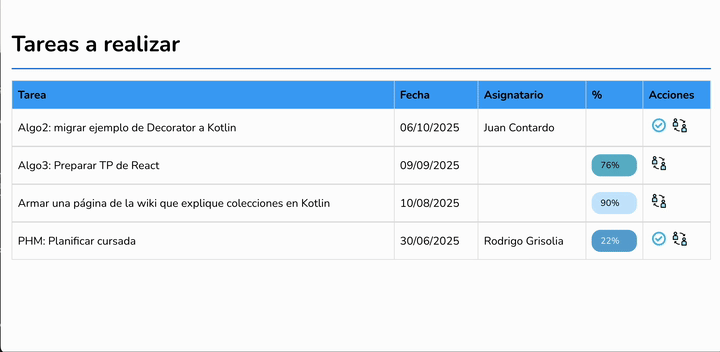 Tareas a realizar
Tarea Fecha Asignatario % Acciones
Algo2: migrar ejemplo de Decorator a Kotlin 06/10/2025 Juan Contardo
Algo3: Preparar TP de React 09/09/2025 76%
Armar una página de la wiki que explique colecciones en Kotlin 10/08/2025 90%
PHM: Planificar cursada 30/06/2025 Rodrigo Grisolia 22%